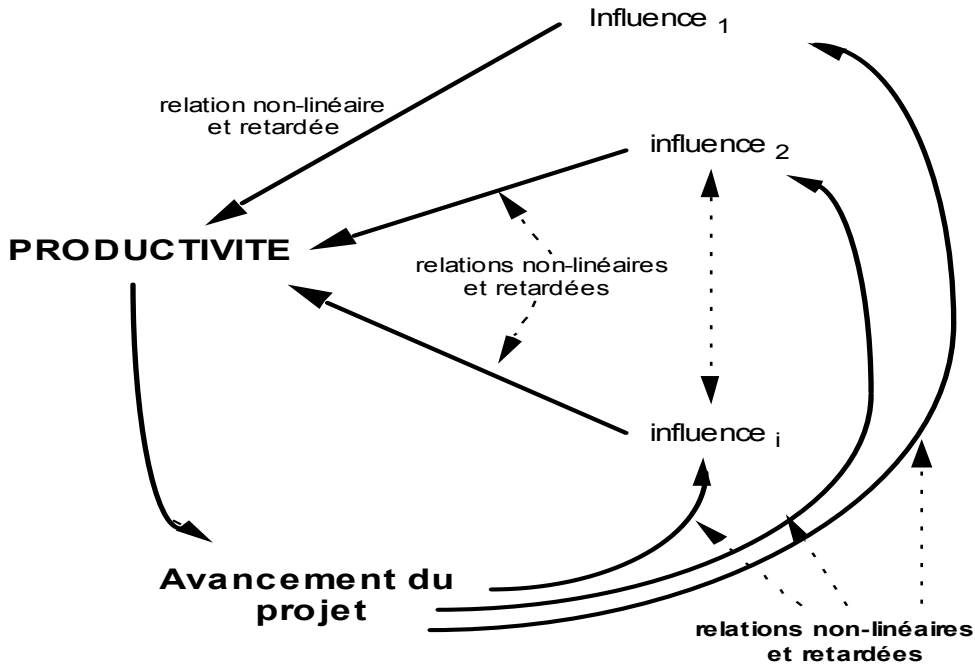 Influence 1
relation non-linéaire
et retardée
influence 2
PRODUCTIVITE
relations non-linéaires
et retardées
influence i
Avancement du
projet
relations non-linéaires
et retardées